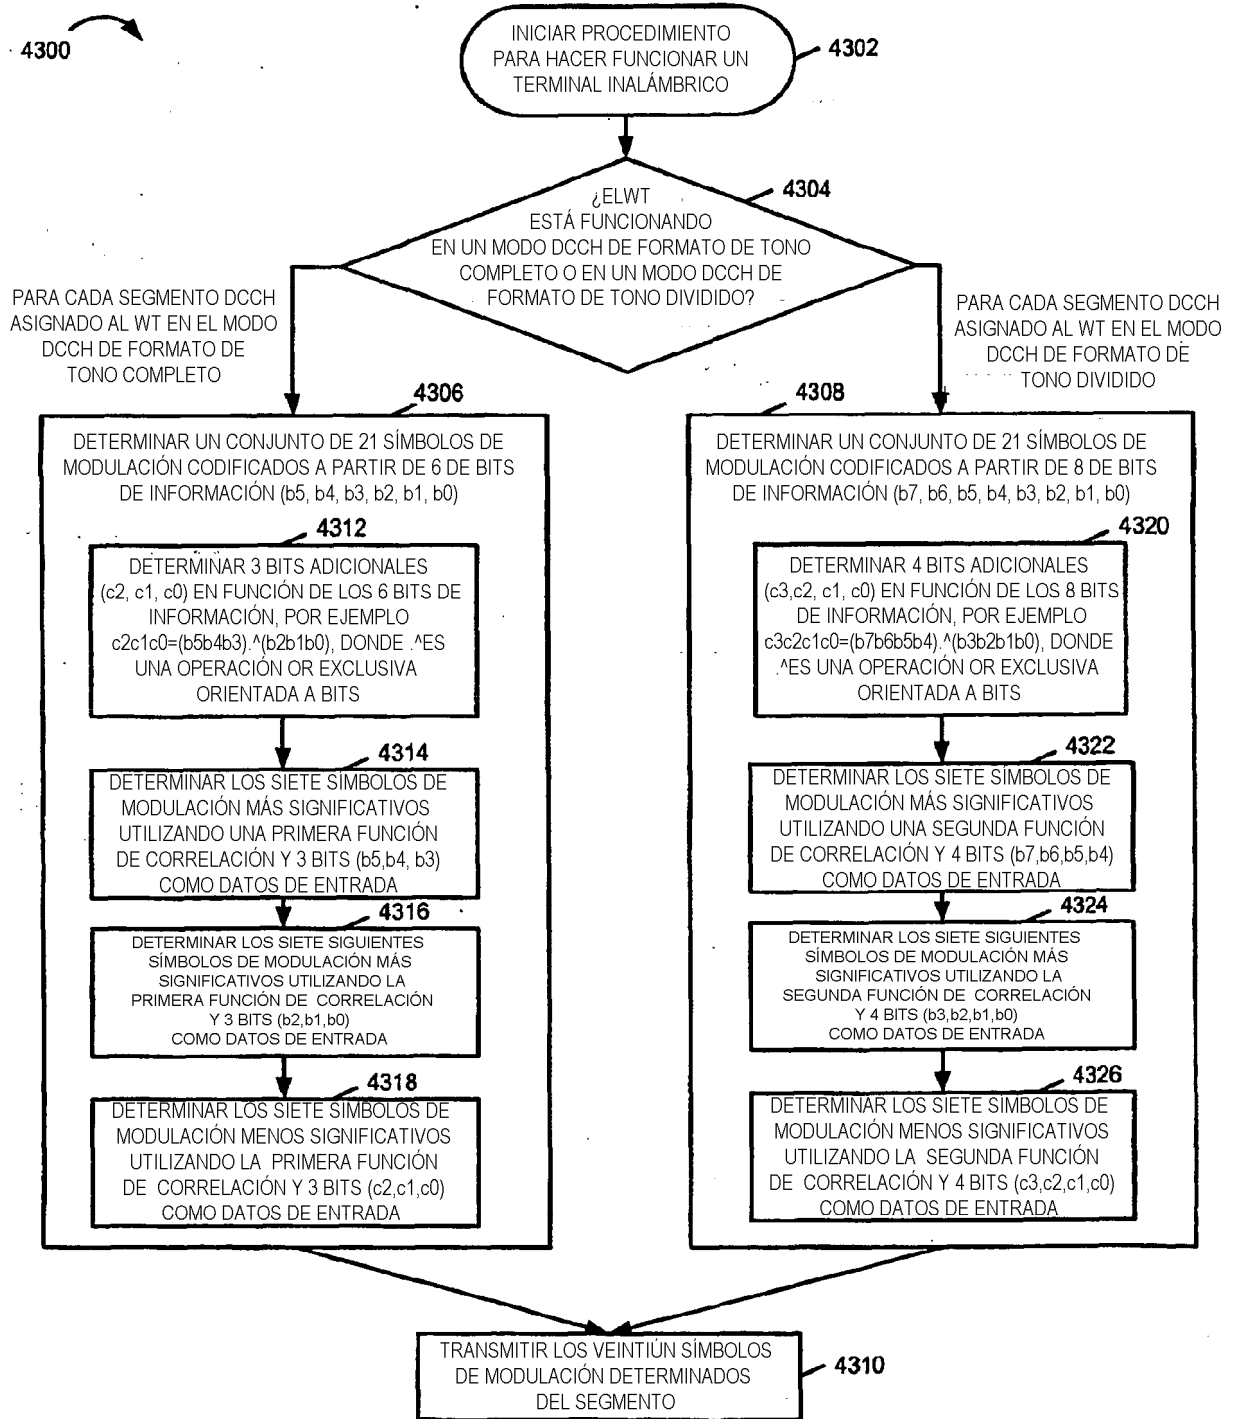 4300
INICIAR PROCEDIMIENTO
PARA HACER FUNCIONAR UN
TERMINAL INALÁMBRICO
4302
4304
¿ELWT
ESTÁ FUNCIONANDO
EN UN MODO DCCH DE FORMATO DE TONO
COMPLETO O EN UN MODO DCCH DE
FORMATO DE TONO DIVIDIDO?
PARA CADA SEGMENTO DCCH
ASIGNADO AL WT EN EL MODO
DCCH DE FORMATO DE
TONO COMPLETO
PARA CADA SEGMENTO DCCH
ASIGNADO AL WT EN EL MODO
DCCH DE FORMATO DE
TONO DIVIDIDO
4306
DETERMINAR UN CONJUNTO DE 21 SÍMBOLOS DE
MODULACIÓN CODIFICADOS A PARTIR DE 6 DE BITS
DE INFORMACIÓN (b5, b4, b3, b2, b1, b0)
4312
DETERMINAR 3 BITS ADICIONALES
(c2, c1, c0) EN FUNCIÓN DE LOS 6 BITS DE
INFORMACIÓN, POR EJEMPLO
c2c1c0=(b5b4b3).^(b2b1b0), DONDE .^ES
UNA OPERACIÓN OR EXCLUSIVA
ORIENTADA A BITS
4314
DETERMINAR LOS SIETE SÍMBOLOS DE
MODULACIÓN MÁS SIGNIFICATIVOS
UTILIZANDO UNA PRIMERA FUNCIÓN
DE CORRELACIÓN Y 3 BITS (b5,b4, b3)
COMO DATOS DE ENTRADA
4316
DETERMINAR LOS SIETE SIGUIENTES
SÍMBOLOS DE MODULACIÓN MÁS
SIGNIFICATIVOS UTILIZANDO LA
PRIMERA FUNCIÓN DE CORRELACIÓN
Y 3 BITS (b2,b1,b0)
COMO DATOS DE ENTRADA
4318
DETERMINAR LOS SIETE SÍMBOLOS DE
MODULACIÓN MENOS SIGNIFICATIVOS
UTILIZANDO LA PRIMERA FUNCIÓN
DE CORRELACIÓN Y 3 BITS (c2,c1,c0)
COMO DATOS DE ENTRADA
4308
DETERMINAR UN CONJUNTO DE 21 SÍMBOLOS DE
MODULACIÓN CODIFICADOS A PARTIR DE 8 DE BITS
DE INFORMACIÓN (b7, b6, b5, b4, b3, b2, b1, b0)
4320
DETERMINAR 4 BITS ADICIONALES
(c3,c2, c1, c0) EN FUNCIÓN DE LOS 8 BITS
DE INFORMACIÓN, POR EJEMPLO
c3c2c1c0=(b7b6b5b4).^(b3b2b1b0), DONDE
.^ES UNA OPERACIÓN OR EXCLUSIVA
ORIENTADA A BITS
4322
DETERMINAR LOS SIETE SÍMBOLOS DE
MODULACIÓN MÁS SIGNIFICATIVOS
UTILIZANDO UNA SEGUNDA FUNCIÓN
DE CORRELACIÓN Y 4 BITS (b7,b6,b5,b4)
COMO DATOS DE ENTRADA
4324
DETERMINAR LOS SIETE SIGUIENTES
SÍMBOLOS DE MODULACIÓN MÁS
SIGNIFICATIVOS UTILIZANDO LA
SEGUNDA FUNCIÓN DE CORRELACIÓN
Y 4 BITS (b3,b2,b1,b0)
COMO DATOS DE ENTRADA
4326
DETERMINAR LOS SIETE SÍMBOLOS DE
MODULACIÓN MENOS SIGNIFICATIVOS
UTILIZANDO LA SEGUNDA FUNCIÓN
DE CORRELACIÓN Y 4 BITS (c3,c2,c1,c0)
COMO DATOS DE ENTRADA
TRANSMITIR LOS VEINTIÚN SÍMBOLOS
DE MODULACIÓN DETERMINADOS
DEL SEGMENTO
4310